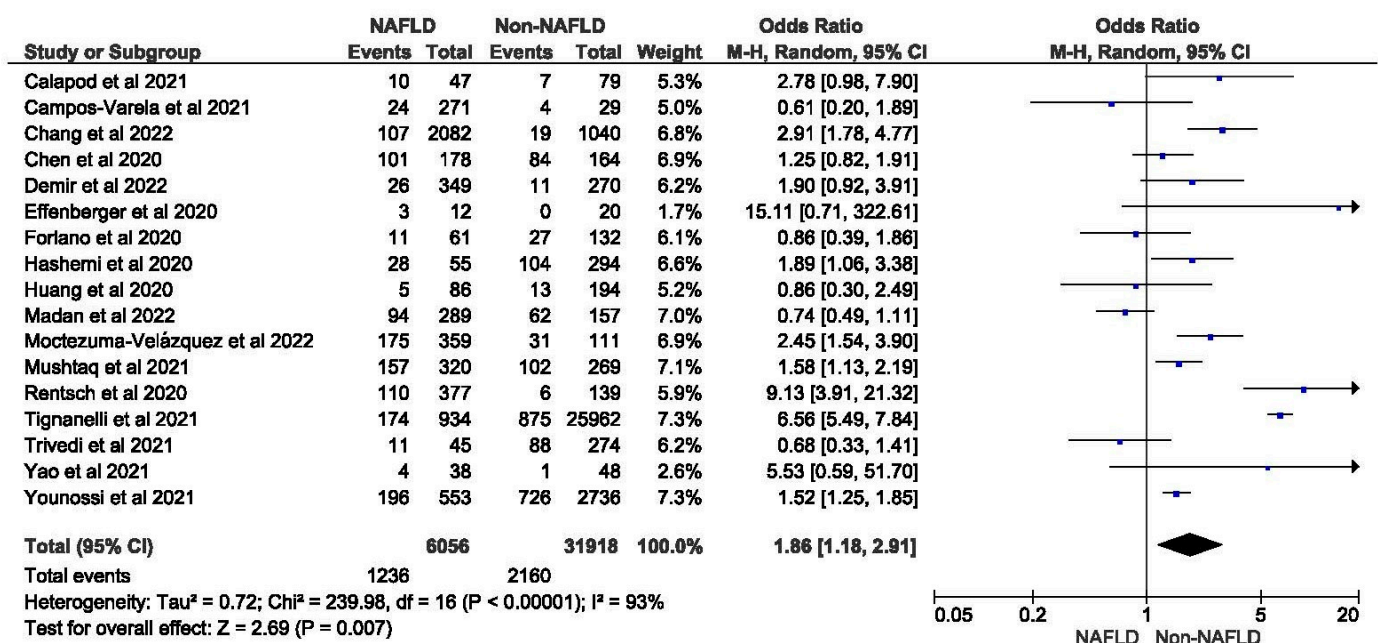 NAFLD Non-NAFLD Odds Ratio Odds Ratio
Study or Subgroup Events Total Events Total Weight M-H, Random, 95% CI M-H, Random, 95% CI
Calapod et al 2021 10 47 7 79 5.3% 2.78 [0.98, 7.90]
Campos-Varela et al 2021 24 271 4 29 5.0% 0.61 [0.20, 1.89]
Chang et al 2022 107 2082 19 1040 6.8% 2.91 [1.78, 4.77]
Chen et al 2020 101 178 84 164 6.9% 1.25 [0.82, 1.91]
Demir et al 2022 26 349 11 270 6.2% 1.90 [0.92, 3.91]
Effenberger et al 2020 3 12 0 20 1.7% 15.11 [0.71, 322.61]
Forlano et al 2020 11 61 27 132 6.1% 0.86 [0.39, 1.86]
Hashemi et al 2020 28 55 104 294 6.6% 1.89 [1.06, 3.38]
Huang et al 2020 5 86 13 194 5.2% 0.86 [0.30, 2.49]
Madan et al 2022 94 289 62 157 7.0% 0.74 [0.49, 1.11]
Moctezuma-Velázquez et al 2022 175 359 31 111 6.9% 2.45 [1.54, 3.90]
Mushtaq et al 2021 157 320 102 269 7.1% 1.58 [1.13, 2.19]
Rentsch et al 2020 110 377 6 139 5.9% 9.13 [3.91, 21.32]
Tignanelli et al 2021 174 934 875 25962 7.3% 6.56 [5.49, 7.84]
Trivedi et al 2021 11 45 88 274 6.2% 0.68 [0.33, 1.41]
Yao et al 2021 4 38 1 48 2.6% 5.53 [0.59, 51.70]
Younossi et al 2021 196 553 726 2736 7.3% 1.52 [1.25, 1.85]
Total (95% CI) 6056 31918 100.0% 1.86 [1.18, 2.91]
Total events 1236 2160
Heterogeneity: Tau² = 0.72; Chi² = 239.98, df = 16 (P < 0.00001); I² = 93%
Test for overall effect: Z = 2.69 (P = 0.007)
0.05 0.2 1 5 20
NAFLD Non-NAFLD